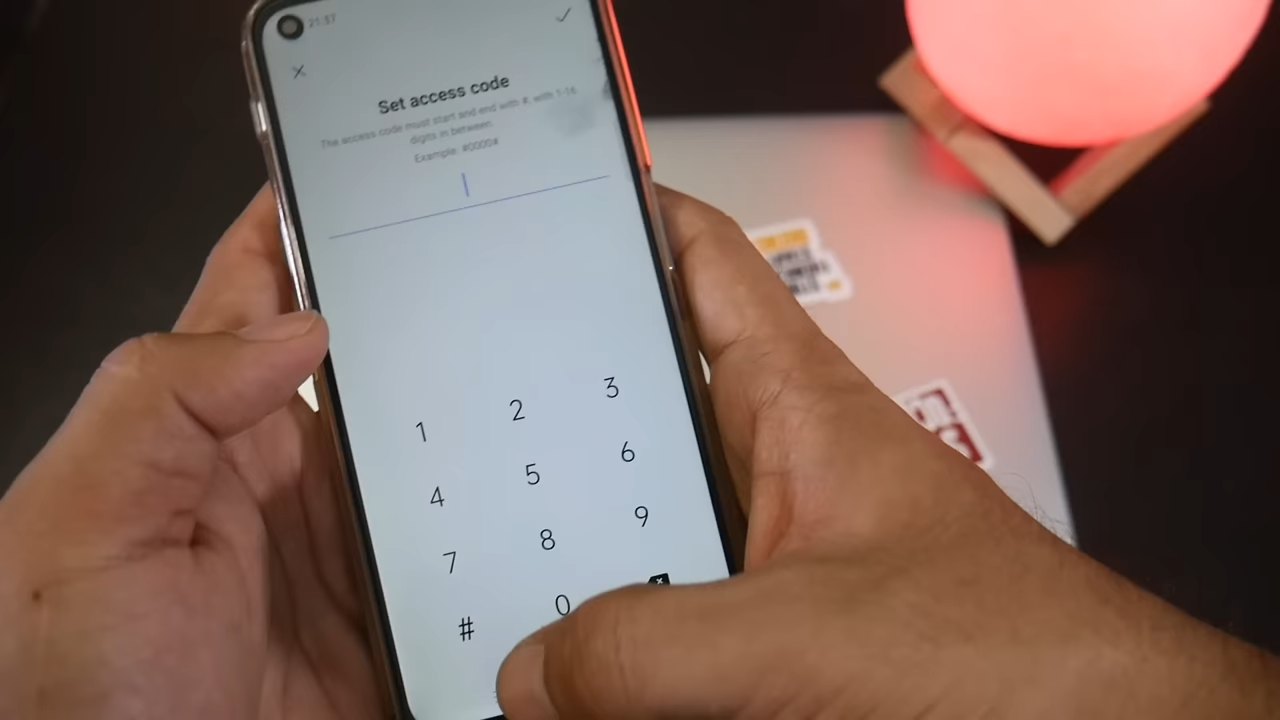 21:37
Set access code
The access code must start and end with #, with 1-16
digits in between.
Example: #0000#
1 2 3
4 5 6
7 8 9
# 0